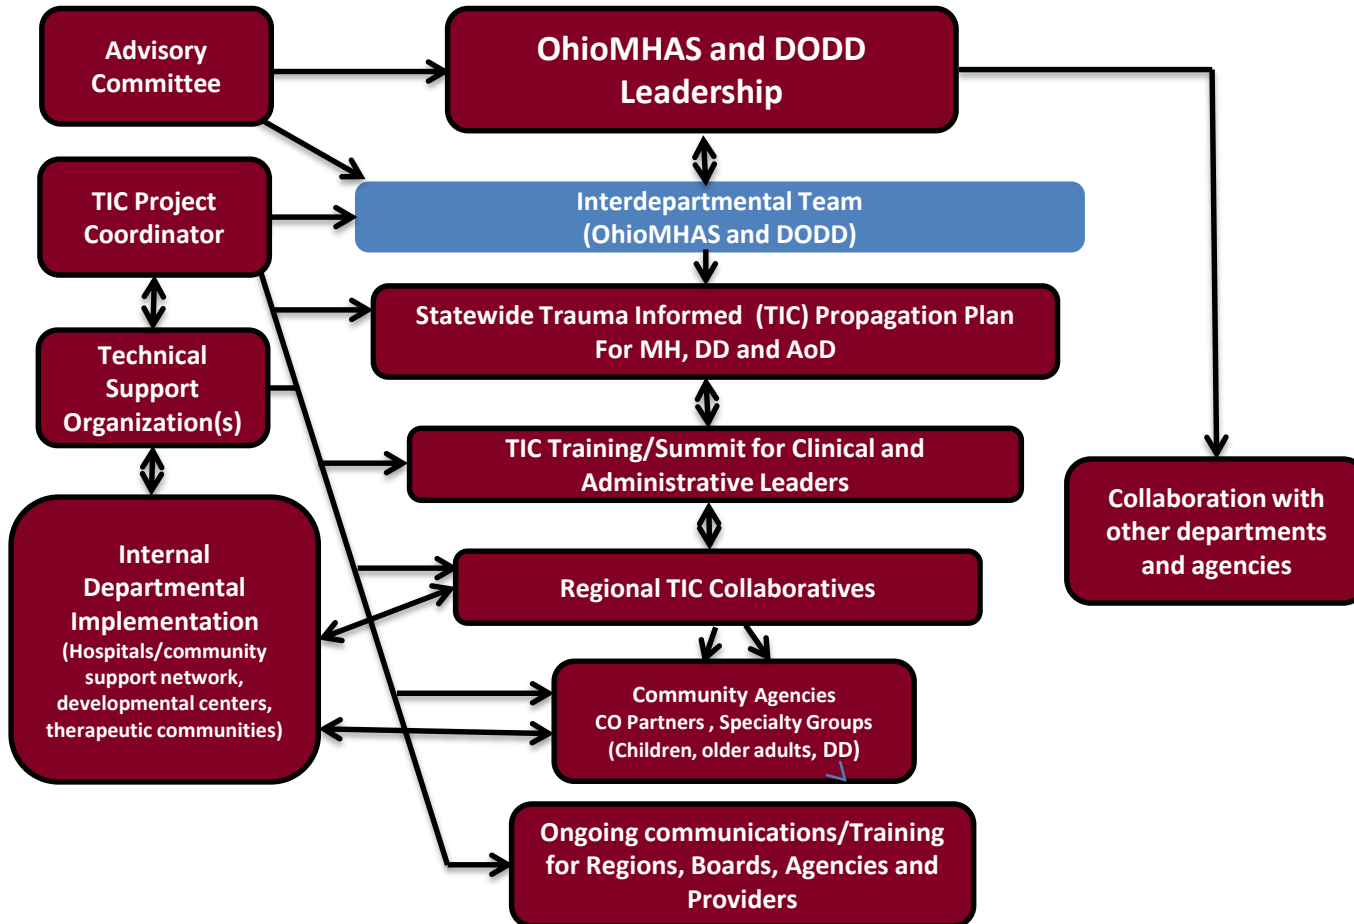 Advisory
Committee
OhioMHAS and DODD
Leadership
TIC Project
Coordinator
Interdepartmental Team
(OhioMHAS and DODD)
Statewide Trauma Informed  (TIC) Propagation Plan
For MH, DD and AoD
Technical
Support
Organization(s)
TIC Training/Summit for Clinical and
Administrative Leaders
Collaboration with
other departments
and agencies
Internal
Departmental
Implementation
(Hospitals/community
support network,
developmental centers,
therapeutic communities)
Regional TIC Collaboratives
Community Agencies
CO Partners , Specialty Groups
(Children, older adults, DD)
Ongoing communications/Training
for Regions, Boards, Agencies and
Providers